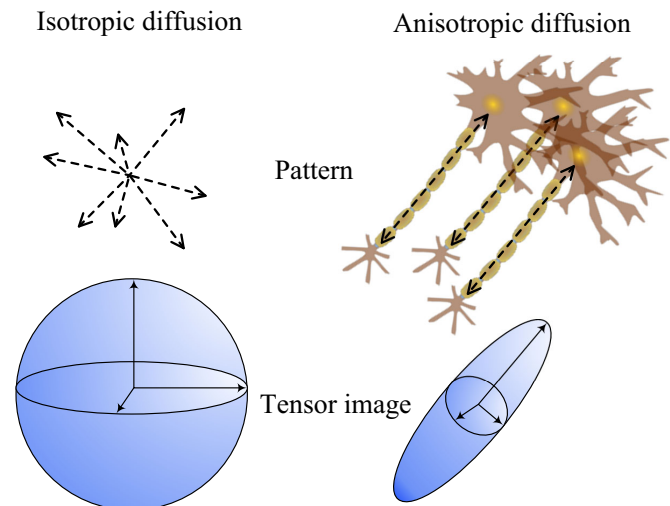 Isotropic diffusion
Anisotropic diffusion
Pattern
Tensor image